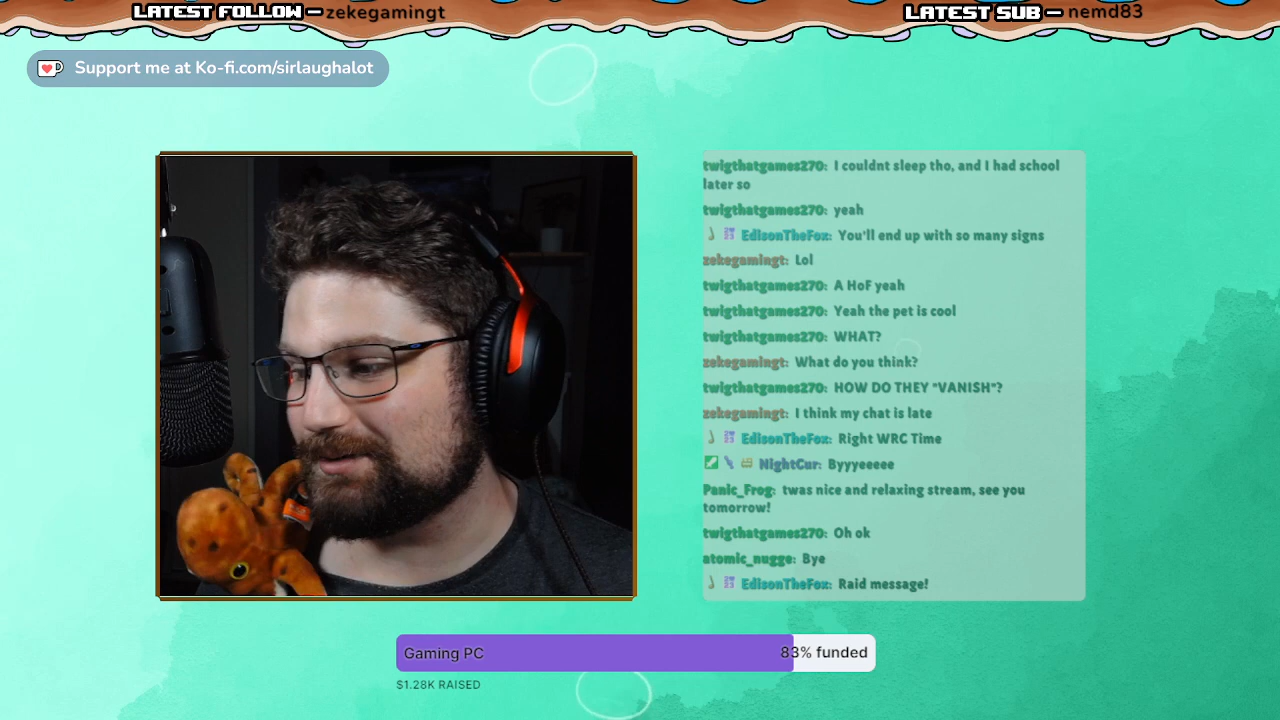 LATEST FOLLOW – zekegamingt
LATEST SUB – nemd83
Support me at Ko-fi.com/sirlaughalot
twigthatgames270: I couldnt sleep tho, and I had school
later so
twigthatgames270: yeah
EdisonTheFox: You'll end up with so many signs
zekegamingt: Lol
twigthatgames270: A HoF yeah
twigthatgames270: Yeah the pet is cool
twigthatgames270: WHAT?
zekegamingt: What do you think?
twigthatgames270: HOW DO THEY "VANISH"?
zekegamingt: I think my chat is late
EdisonTheFox: Right WRC Time
NightCur: Byyyeeeee
Panic_Frog: twas nice and relaxing stream, see you
tomorrow!
twigthatgames270: Oh ok
atomic_nugge: Bye
EdisonTheFox: Raid message!
Gaming PC
83% funded
$1.28K RAISED